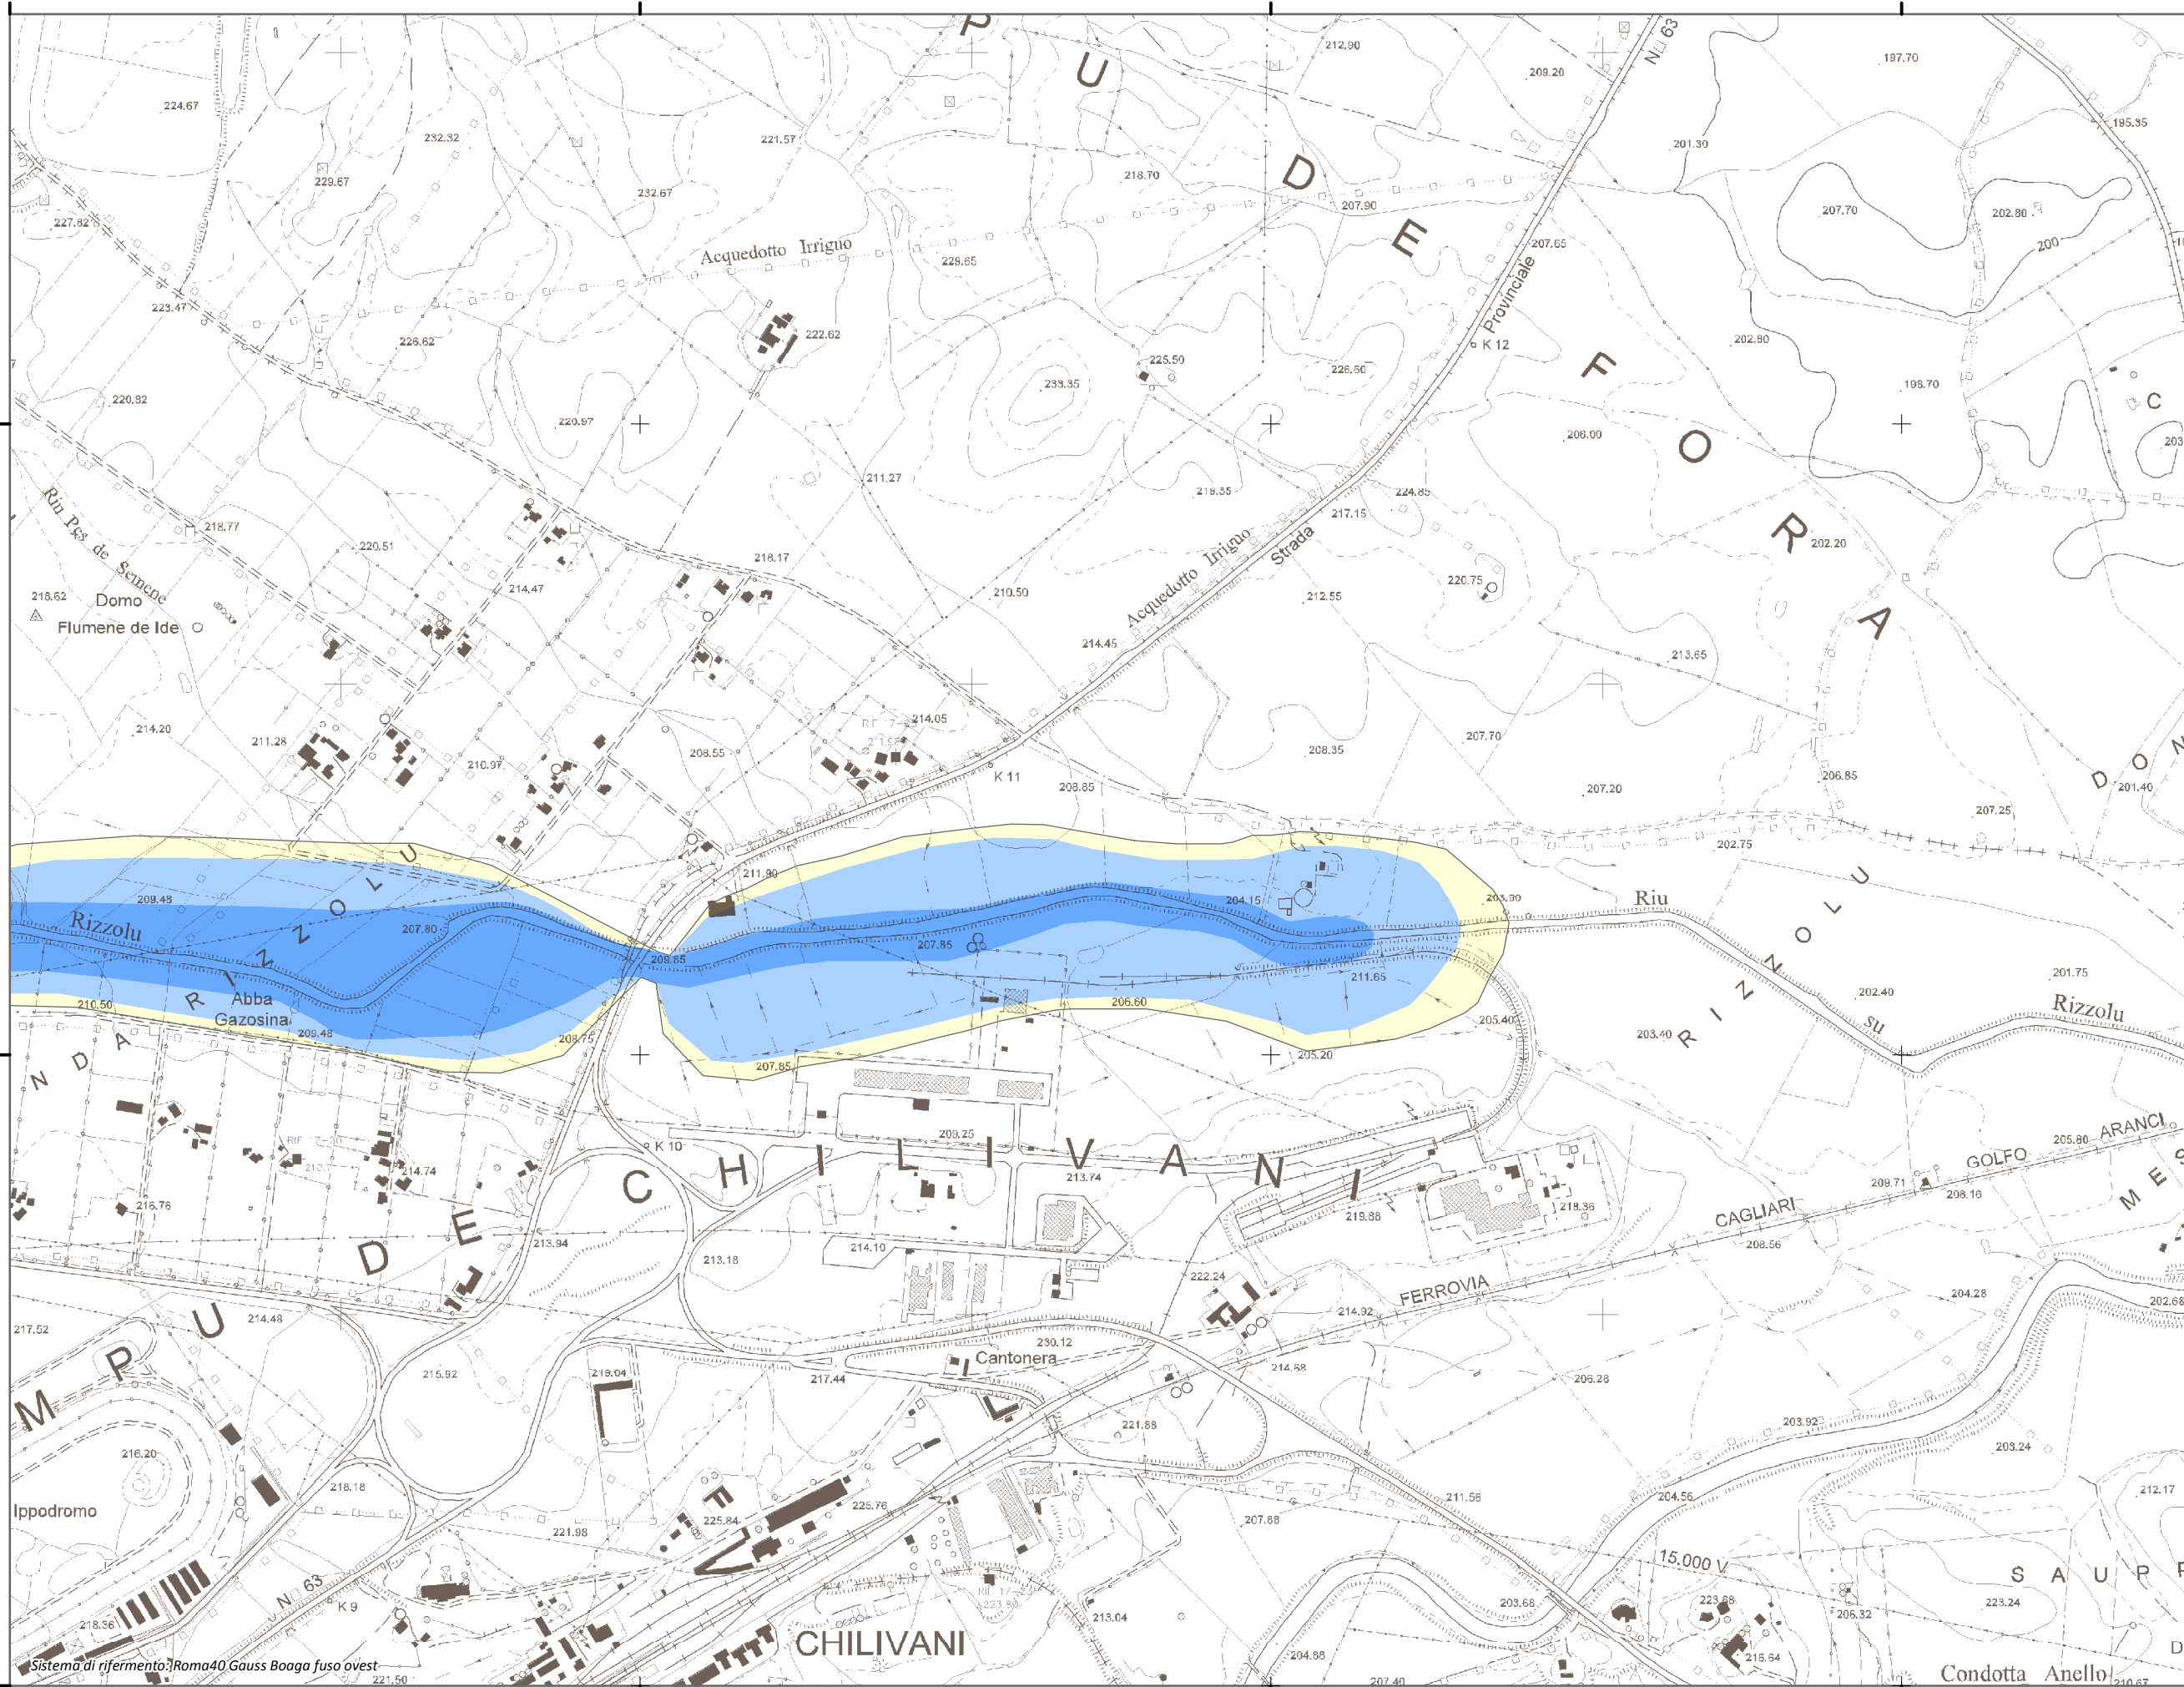 P
U
D
E
F
O
R
A
212.90
209.20
N 63
197.70
195.35
224.67
232.32
221.57
201.30
229.67
232.67
218.70
207.90
207.70
202.80
227.82
Acquedotto Irriguo
229.65
207.65
200
Provinciale
223.47
226.62
222.62
K 12
202.80
225.50
226.60
220.82
233.35
198.70
C
220.97
206.00
203
211.27
219.35
224.85
217.15
Riu Pes de Semene
218.77
220.51
218.17
Acquedotto Irriguo
Strada
202.20
214.47
210.50
220.75
212.55
218.62
Domo
Flumene de Ide
214.45
213.65
214.20
211.28
214.05
208.55
208.35
207.70
210.97
K 11
208.85
207.20
206.85
D O N
201.40
207.25
202.75
R I Z Z O L U
211.90
209.48
204.15
203.90
Riu
Rizzolu
207.80
207.85
209.85
211.65
201.75
210.50
Abba
Gazosina
206.60
202.40
Rizzolu
209.48
208.75
205.40
203.40
su
R I Z Z O L U
N D A
207.85
205.20
209.25
K 10
205.80
ARANCI
GOLFO
C H I L I V A N I
214.74
213.74
209.71
208.16
M E S
216.76
219.88
218.36
CAGLIARI
208.56
D E
213.94
214.10
213.18
222.24
FERROVIA
214.92
204.28
202.68
217.52
214.48
M P U
230.12
Cantonera
215.92
219.04
217.44
214.68
206.28
221.88
203.92
203.24
216.20
218.18
211.56
204.56
212.17
Ippodromo
F
225.76
225.84
221.98
207.88
15.000 V
S A U P P
N 63
K 9
203.68
223.68
206.32
223.24
218.36
213.04
CHILIVANI
216.64
D
Sistema di rifermento: Roma40 Gauss Boaga fuso ovest
221.50
204.88
207.40
Condotta Anello
210.67